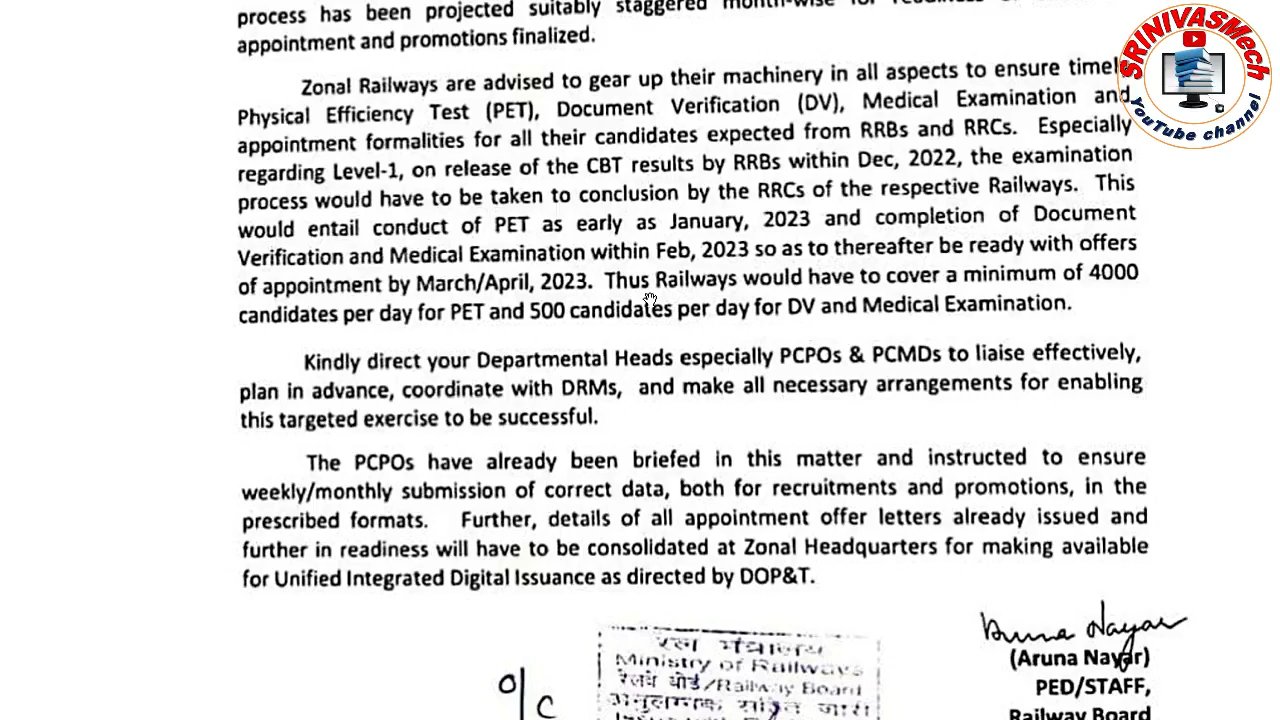 process has been projected suitably staggered month-wise for readiness
appointment and promotions finalized.
Zonal Railways are advised to gear up their machinery in all aspects to ensure timel
Physical Efficiency Test (PET), Document Verification (DV), Medical Examination and
appointment formalities for all their candidates expected from RRBs and RRCs. Especially
regarding Level-1, on release of the CBT results by RRBs within Dec, 2022, the examination
process would have to be taken to conclusion by the RRCs of the respective Railways. This
would entail conduct of PET as early as January, 2023 and completion of Document
Verification and Medical Examination within Feb, 2023 so as to thereafter be ready with offers
of appointment by March/April, 2023. Thus Railways would have to cover a minimum of 4000
candidates per day for PET and 500 candidates per day for DV and Medical Examination.
Kindly direct your Departmental Heads especially PCPOs & PCMDs to liaise effectively,
plan in advance, coordinate with DRMs, and make all necessary arrangements for enabling
this targeted exercise to be successful.
The PCPOs have already been briefed in this matter and instructed to ensure
weekly/monthly submission of correct data, both for recruitments and promotions, in the
prescribed formats. Further, details of all appointment offer letters already issued and
further in readiness will have to be consolidated at Zonal Headquarters for making available
for Unified Integrated Digital Issuance as directed by DOP&T.
Aruna Nayar
(Aruna Nayar)
PED/STAFF,
Railway Board
O/C
रेल मंत्रालय
Ministry of Railways
रेलवे बोर्ड/Railway Board
अनुलग्नक सहित जारी
SRINIVASMech
YouTube channel